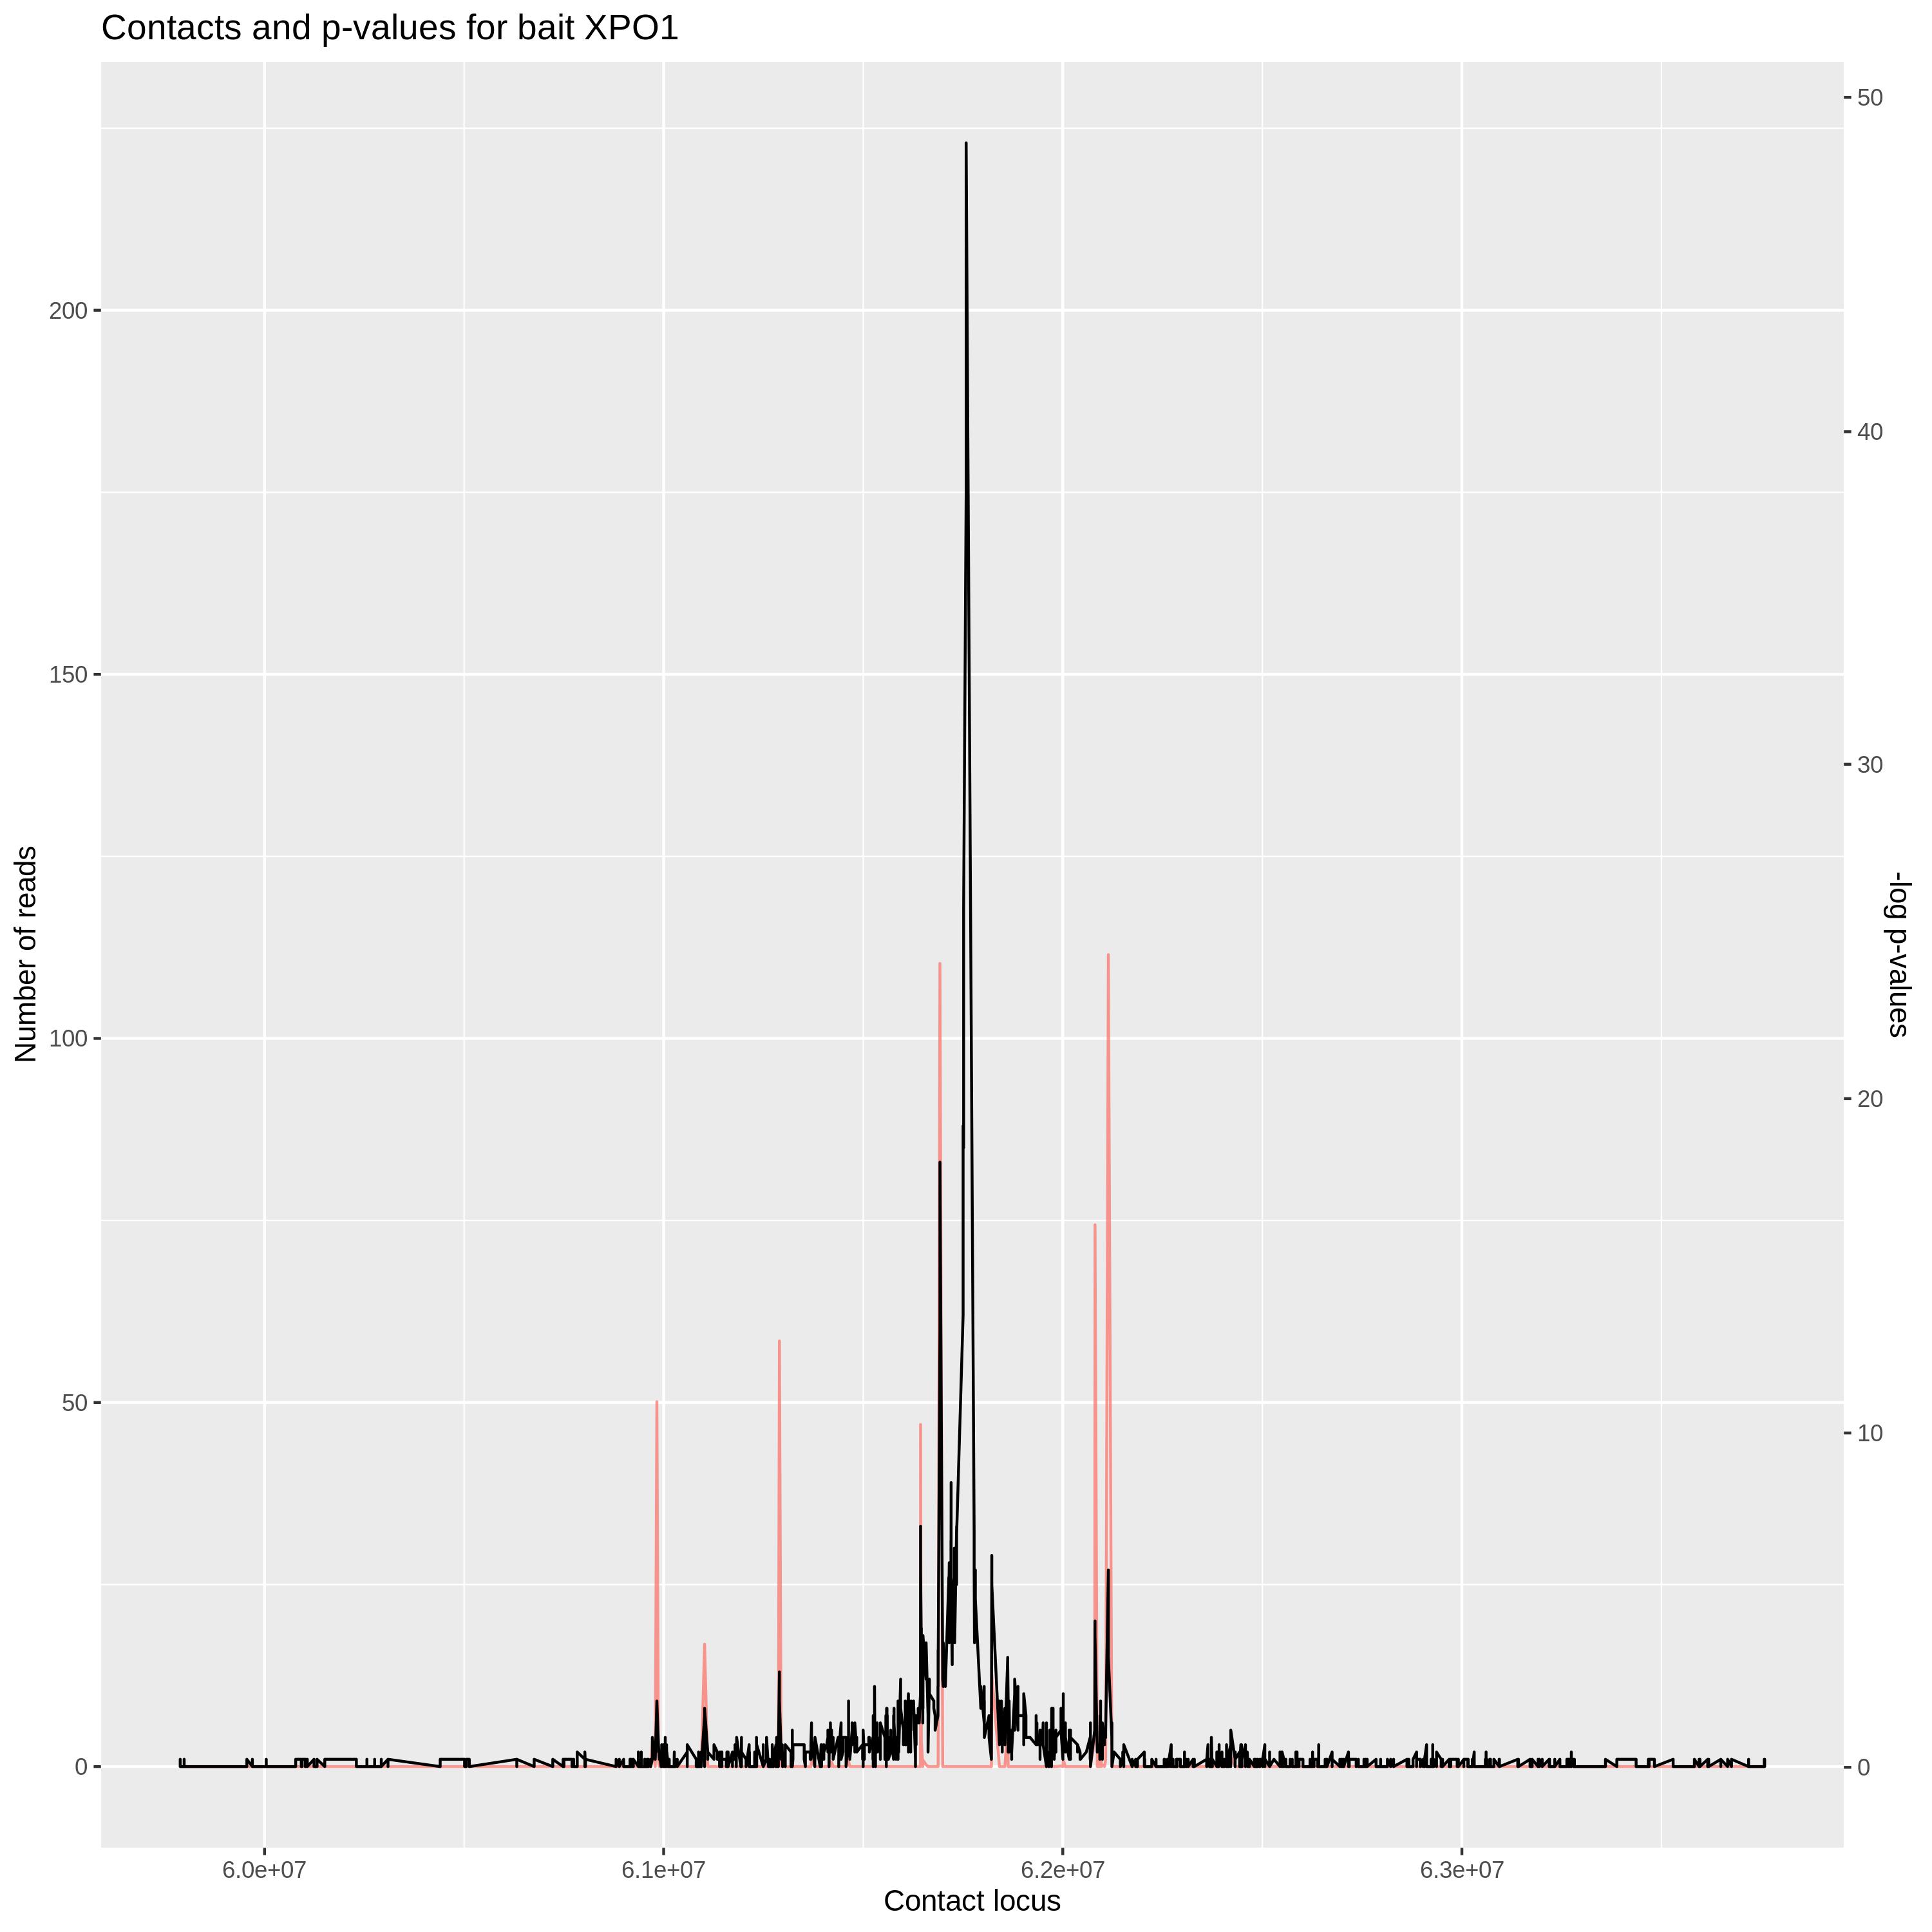 Contacts and p-values for bait XPO1
Number of reads
200
150
100
50
0
50
40
30
20
10
0
-log p-values
6.0e+07
6.1e+07
6.2e+07
6.3e+07
Contact locus